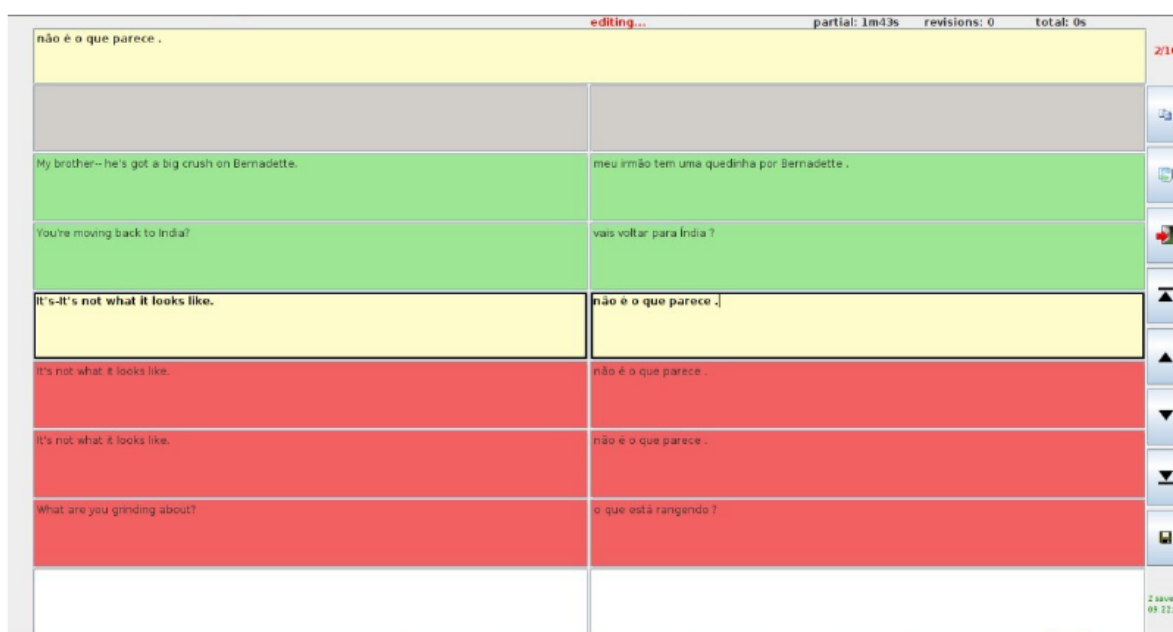 editing... partial: 1m43s revisions: 0 total: 0s
não é o que parece .
My brother-- he's got a big crush on Bernadette. meu irmão tem uma quedinha por Bernadette .
You're moving back to India? vais voltar para Índia ?
It's-It's not what it looks like. não é o que parece .
It's not what it looks like. não é o que parece .
It's not what it looks like. não é o que parece .
What are you grinding about? o que está rangendo ?